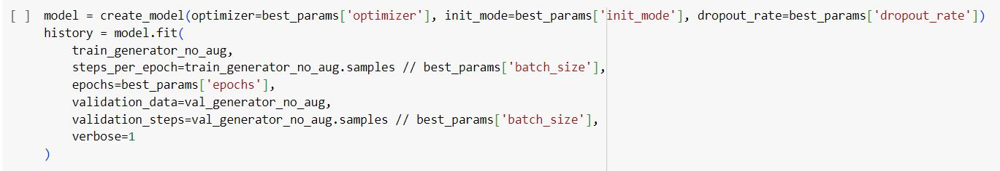 [ ] model = create_model(optimizer=best_params['optimizer'], init_mode=best_params['init_mode'], dropout_rate=best_params['dropout_rate'])
history = model.fit(
    train_generator_no_aug,
    steps_per_epoch=train_generator_no_aug.samples // best_params['batch_size'],
    epochs=best_params['epochs'],
    validation_data=val_generator_no_aug,
    validation_steps=val_generator_no_aug.samples // best_params['batch_size'],
    verbose=1
)